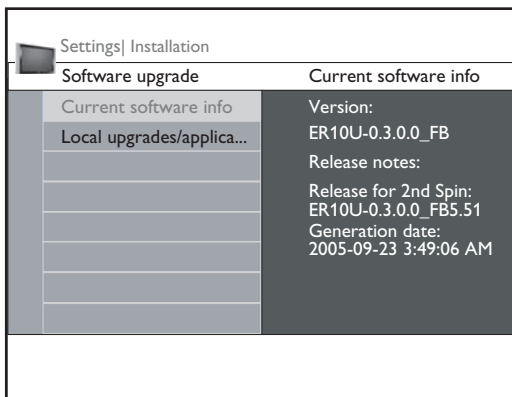 Settings| Installation
Software upgrade
Current software info
Current software info
Local upgrades/applica...
Version:
ER10U-0.3.0.0_FB
Release notes:
Release for 2nd Spin:
ER10U-0.3.0.0_FB5.51
Generation date:
2005-09-23 3:49:06 AM